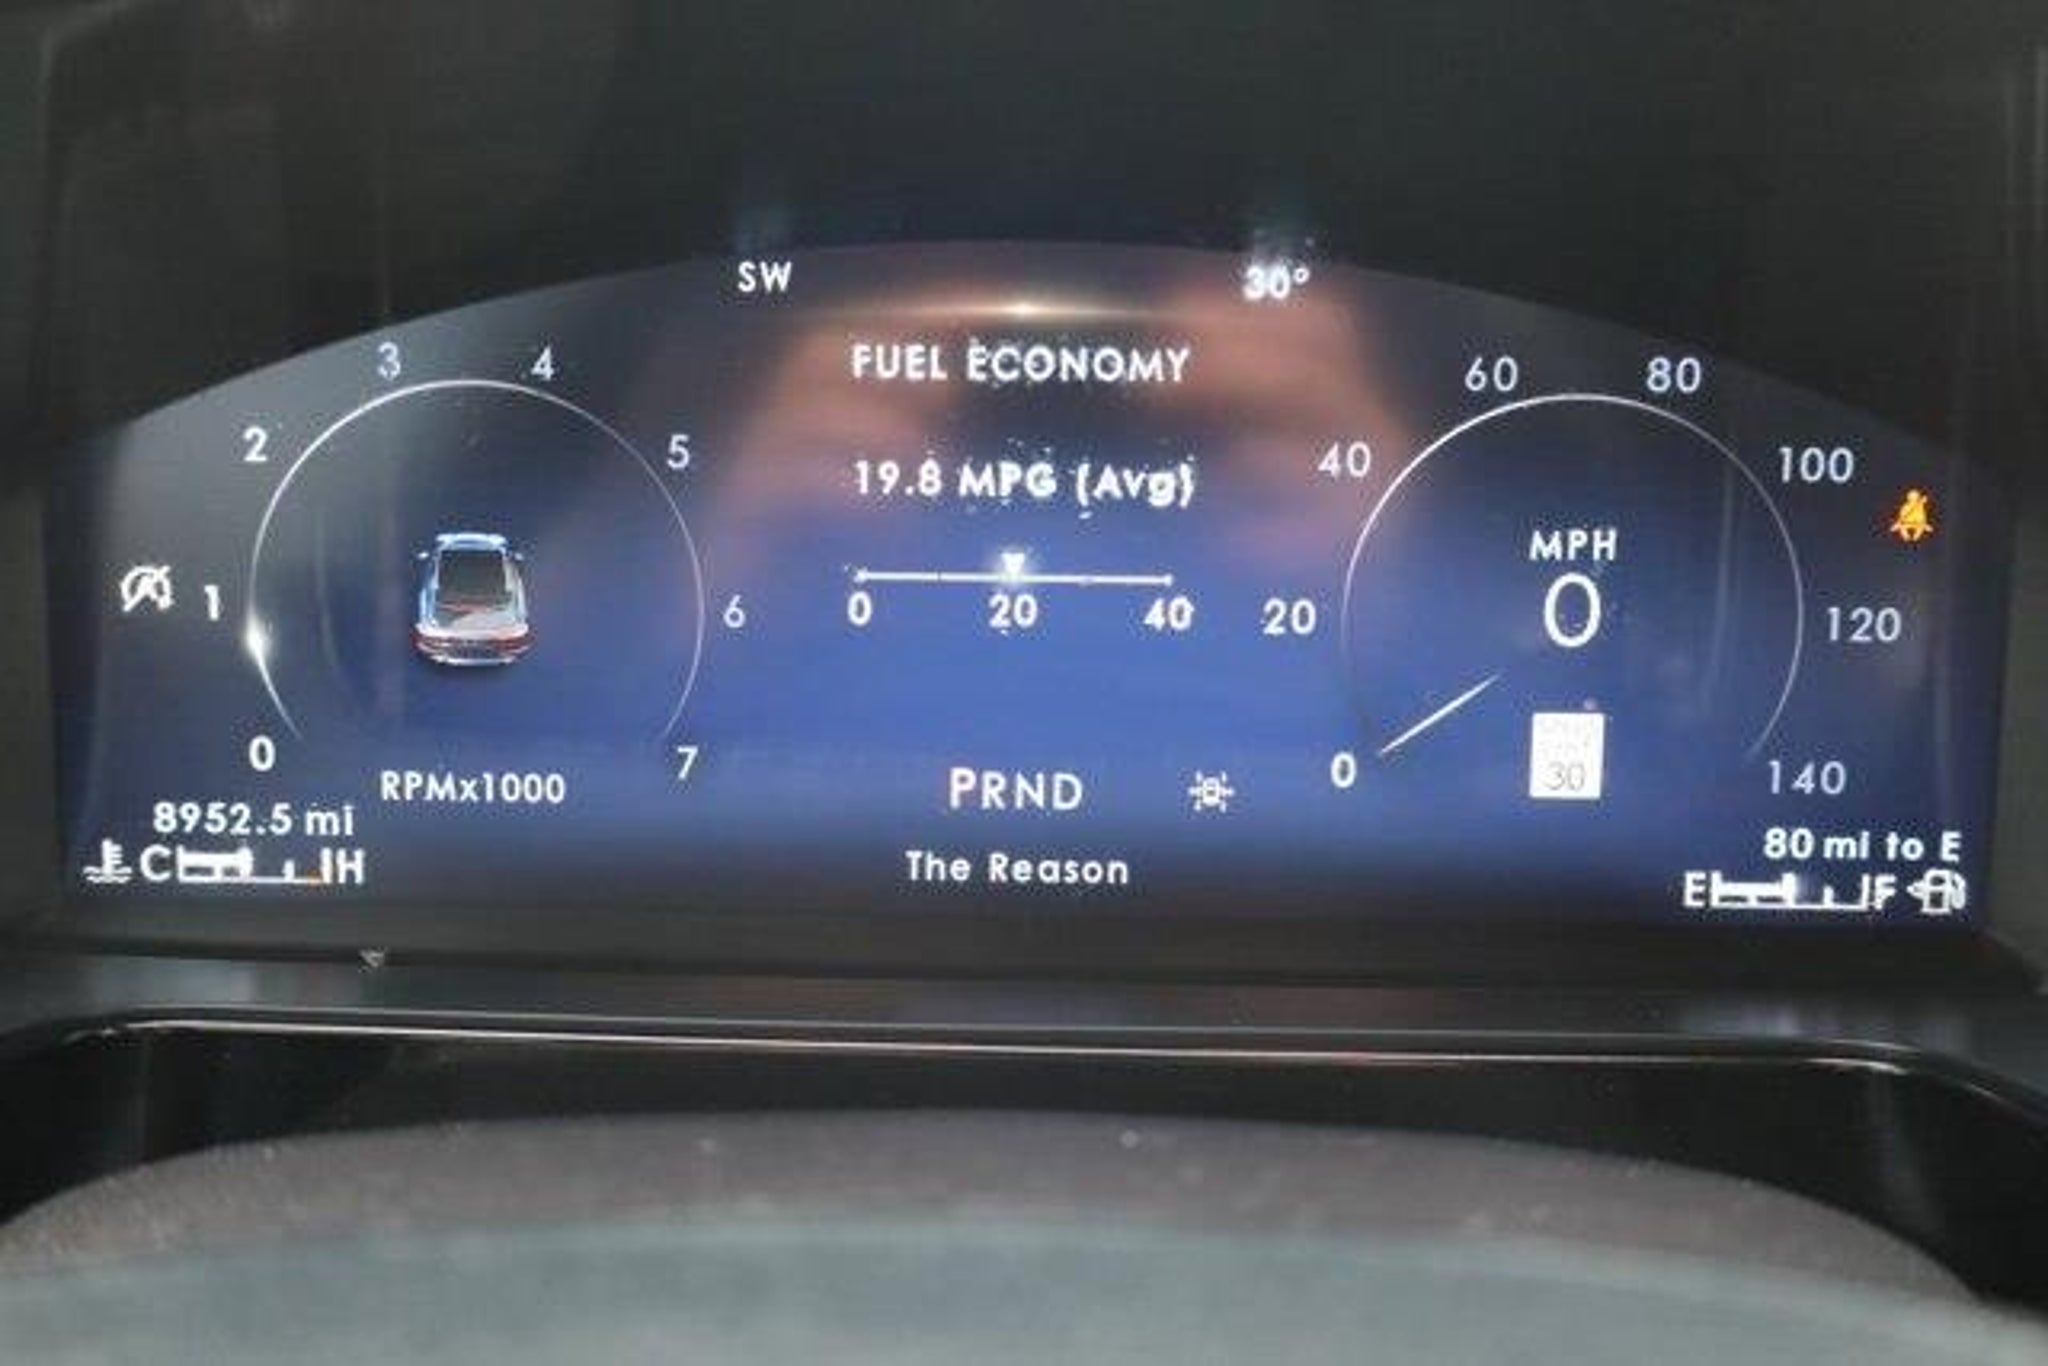 SW 30°
FUEL ECONOMY
19.8 MPG (Avg)
0 20 40
0 1 2 3 4 5 6 7
RPMx1000
0 20 40 60 80 100 120 140
MPH
0
30
PRND
8952.5 mi
C H
The Reason
80 mi to E
E F